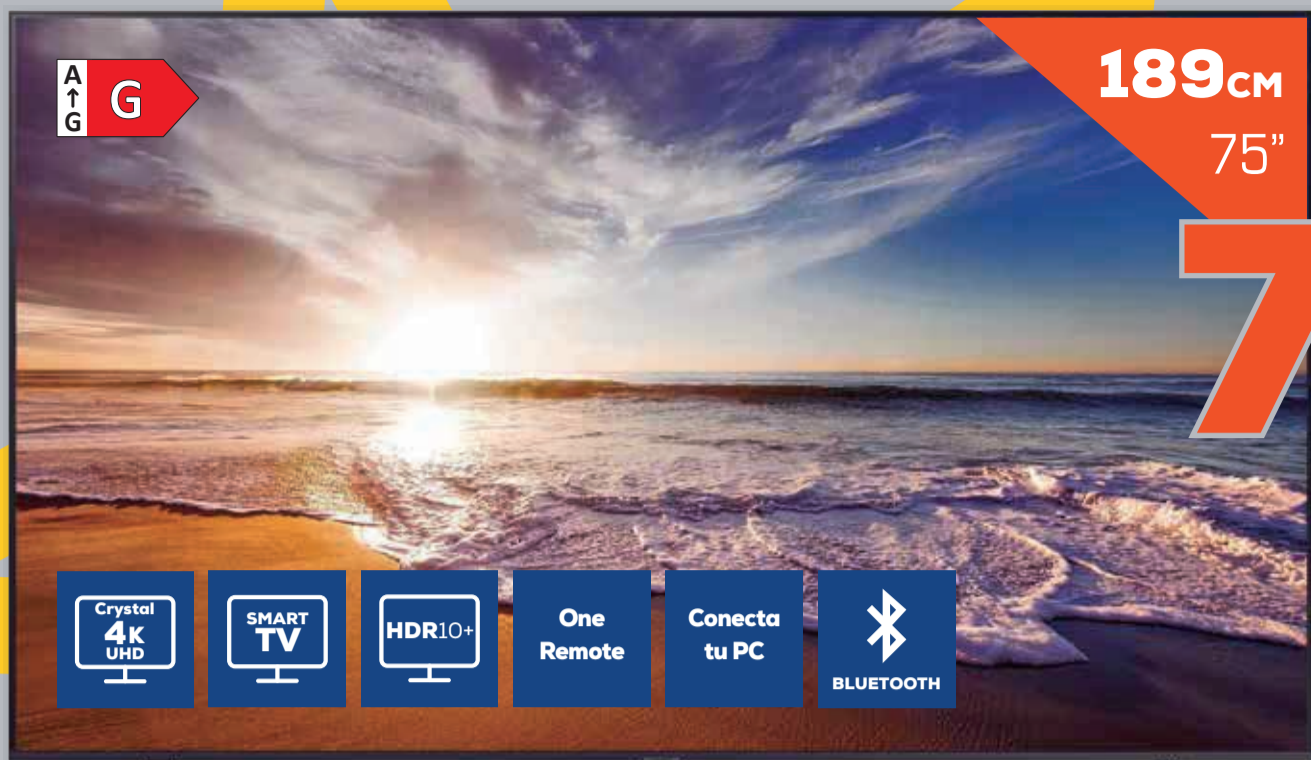 A
↑
G
G
189CM
75”
7
Crystal
4K
UHD
SMART
TV
HDR10+
One
Remote
Conecta
tu PC
BLUETOOTH